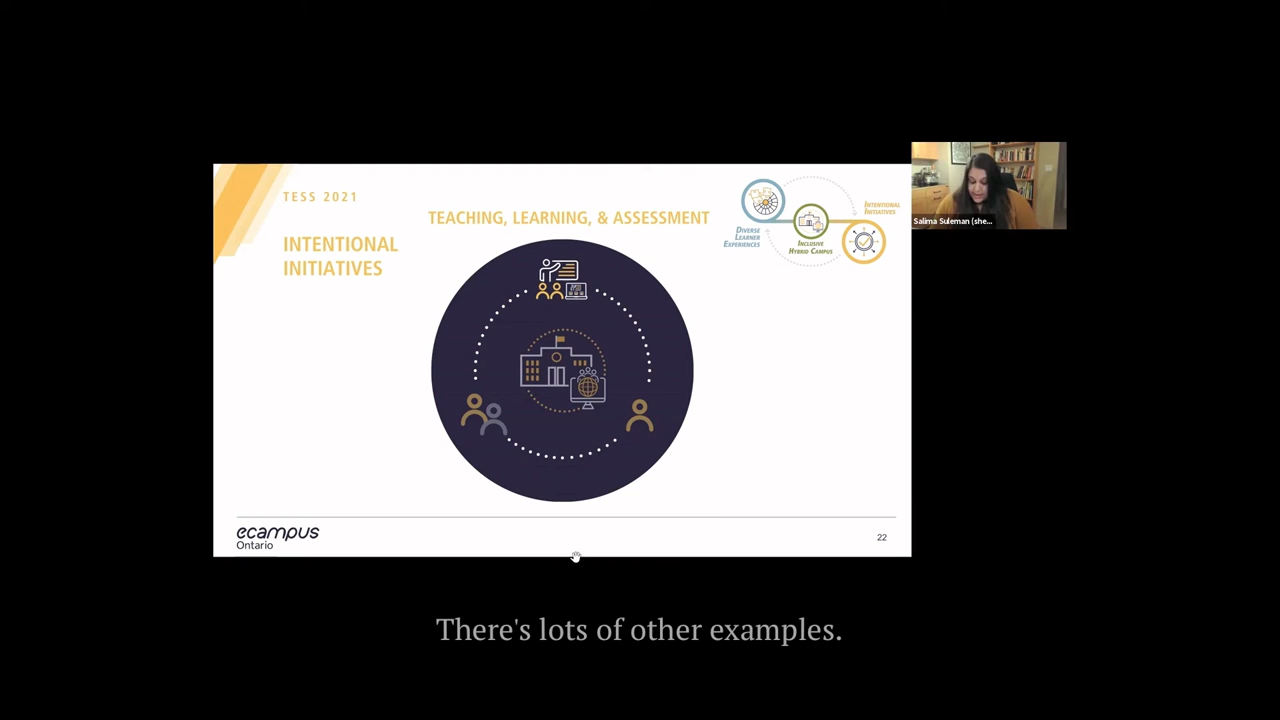 TESS 2021
INTENTIONAL
INITIATIVES
TEACHING, LEARNING, & ASSESSMENT
DIVERSE
LEARNER
EXPERIENCES
INCLUSIVE
HYBRID CAMPUS
INTENTIONAL
INITIATIVES
Salima Suleman (she...
ecampus
Ontario
22
There's lots of other examples.